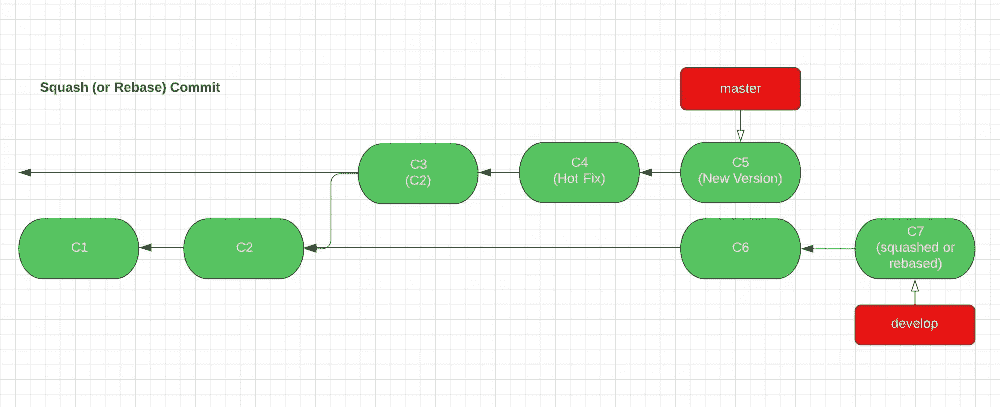 Squash (or Rebase) Commit
master
C3
(C2)
C4
(Hot Fix)
C5
(New Version)
C1
C2
C6
C7
(squashed or
rebased)
develop